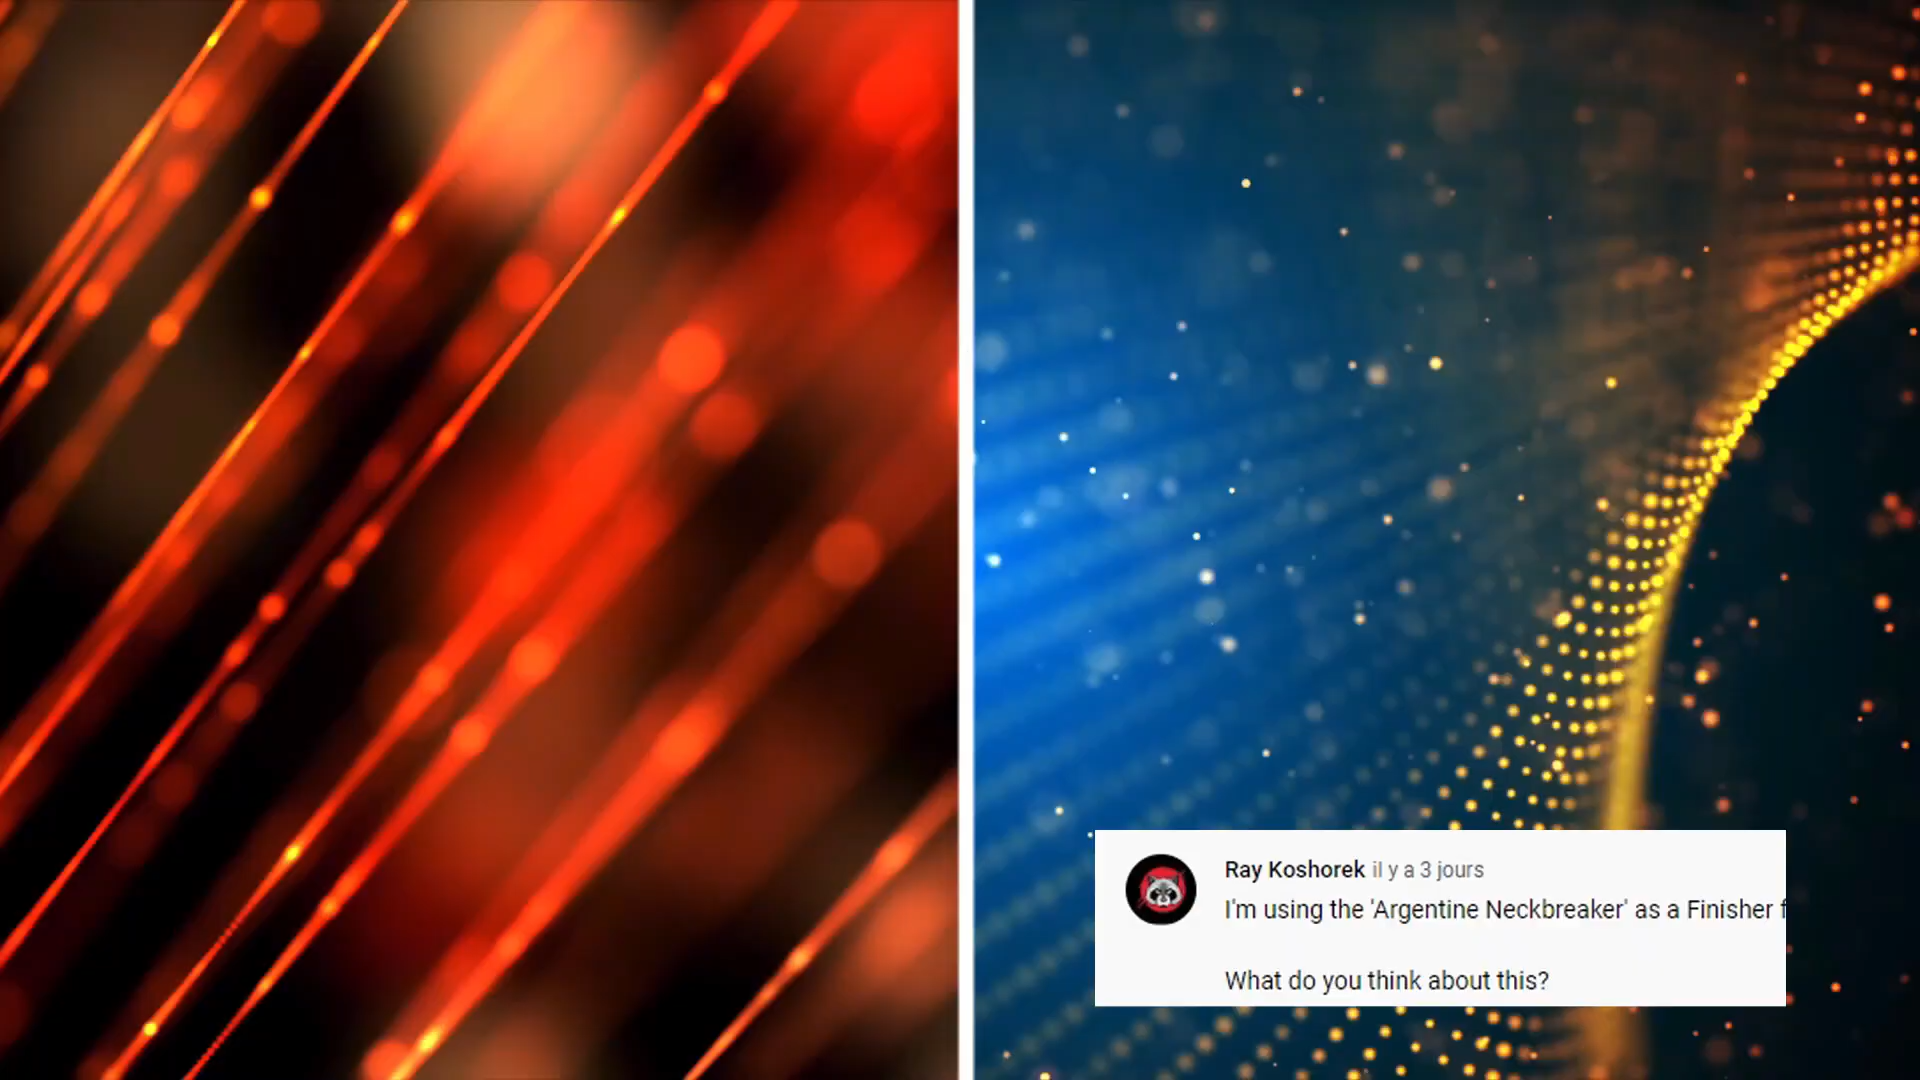 Ray Koshorek il y a 3 jours
I'm using the 'Argentine Neckbreaker' as a Finisher
What do you think about this?